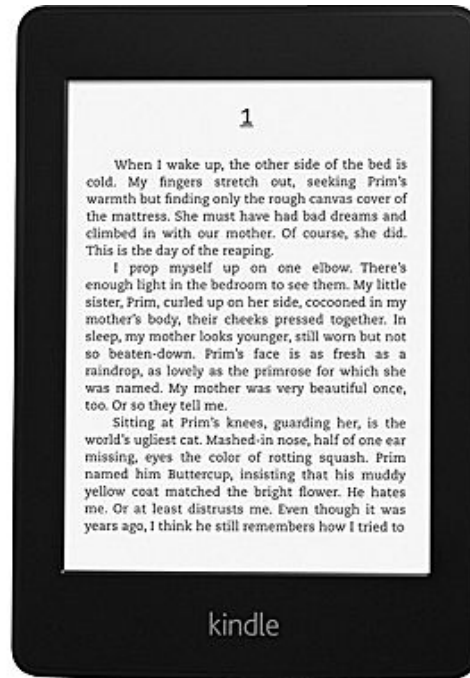 1
When I wake up, the other side of the bed is
cold. My fingers stretch out, seeking Prim's
warmth but finding only the rough canvas cover of
the mattress. She must have had bad dreams and
climbed in with our mother. Of course, she did.
This is the day of the reaping.
I prop myself up on one elbow. There's
enough light in the bedroom to see them. My little
sister, Prim, curled up on her side, cocooned in my
mother's body, their cheeks pressed together. In
sleep, my mother looks younger, still worn but not
so beaten-down. Prim's face is as fresh as a
raindrop, as lovely as the primrose for which she
was named. My mother was very beautiful once,
too. Or so they tell me.
Sitting at Prim's knees, guarding her, is the
world's ugliest cat. Mashed-in nose, half of one ear
missing, eyes the color of rotting squash. Prim
named him Buttercup, insisting that his muddy
yellow coat matched the bright flower. He hates
me. Or at least distrusts me. Even though it was
years ago, I think he still remembers how I tried to
kindle